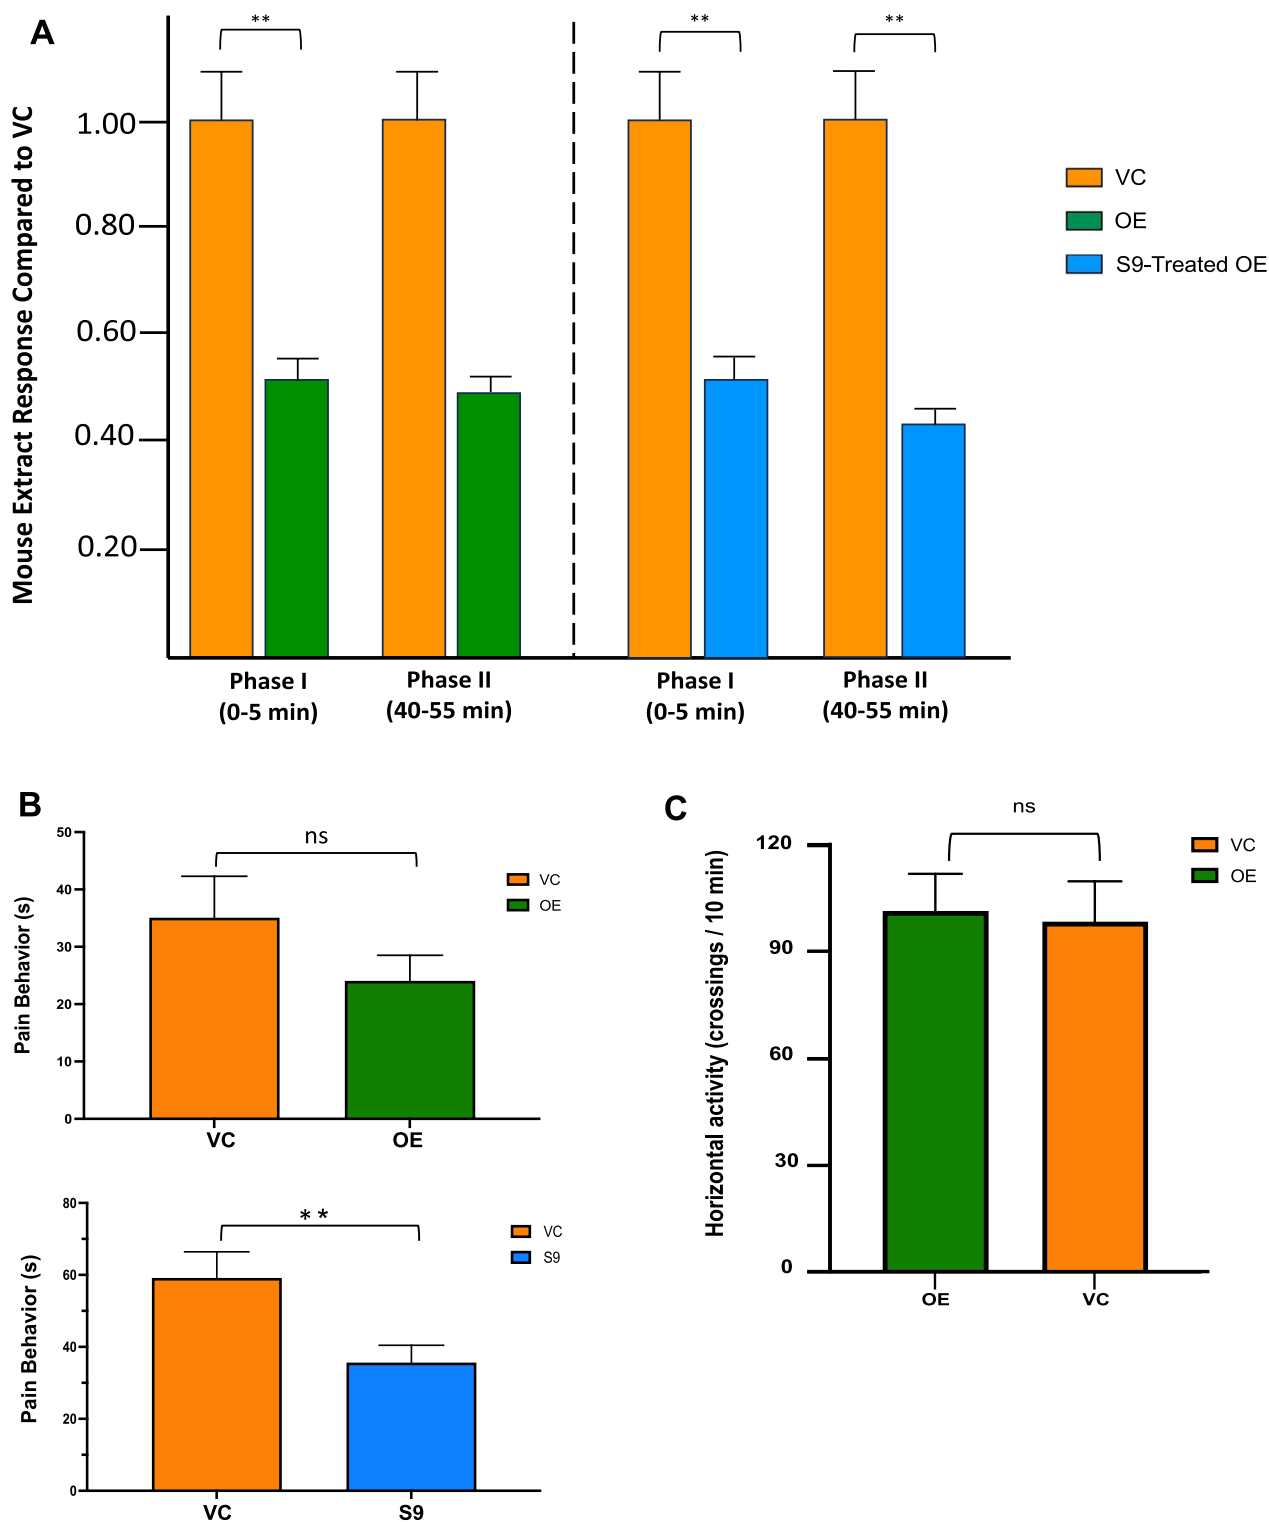 A
**
**
**
Mouse Extract Response Compared to VC
1.00
0.80
0.60
0.40
0.20
Phase I
(0-5 min)
Phase II
(40-55 min)
Phase I
(0-5 min)
Phase II
(40-55 min)
VC
OE
S9-Treated OE
B
ns
Pain Behavior (s)
50
40
30
20
10
0
VC
OE
VC
OE
**
Pain Behavior (s)
80
60
40
20
0
VC
S9
VC
S9
C
ns
Horizontal activity (crossings / 10 min)
120
90
60
30
0
OE
VC
VC
OE